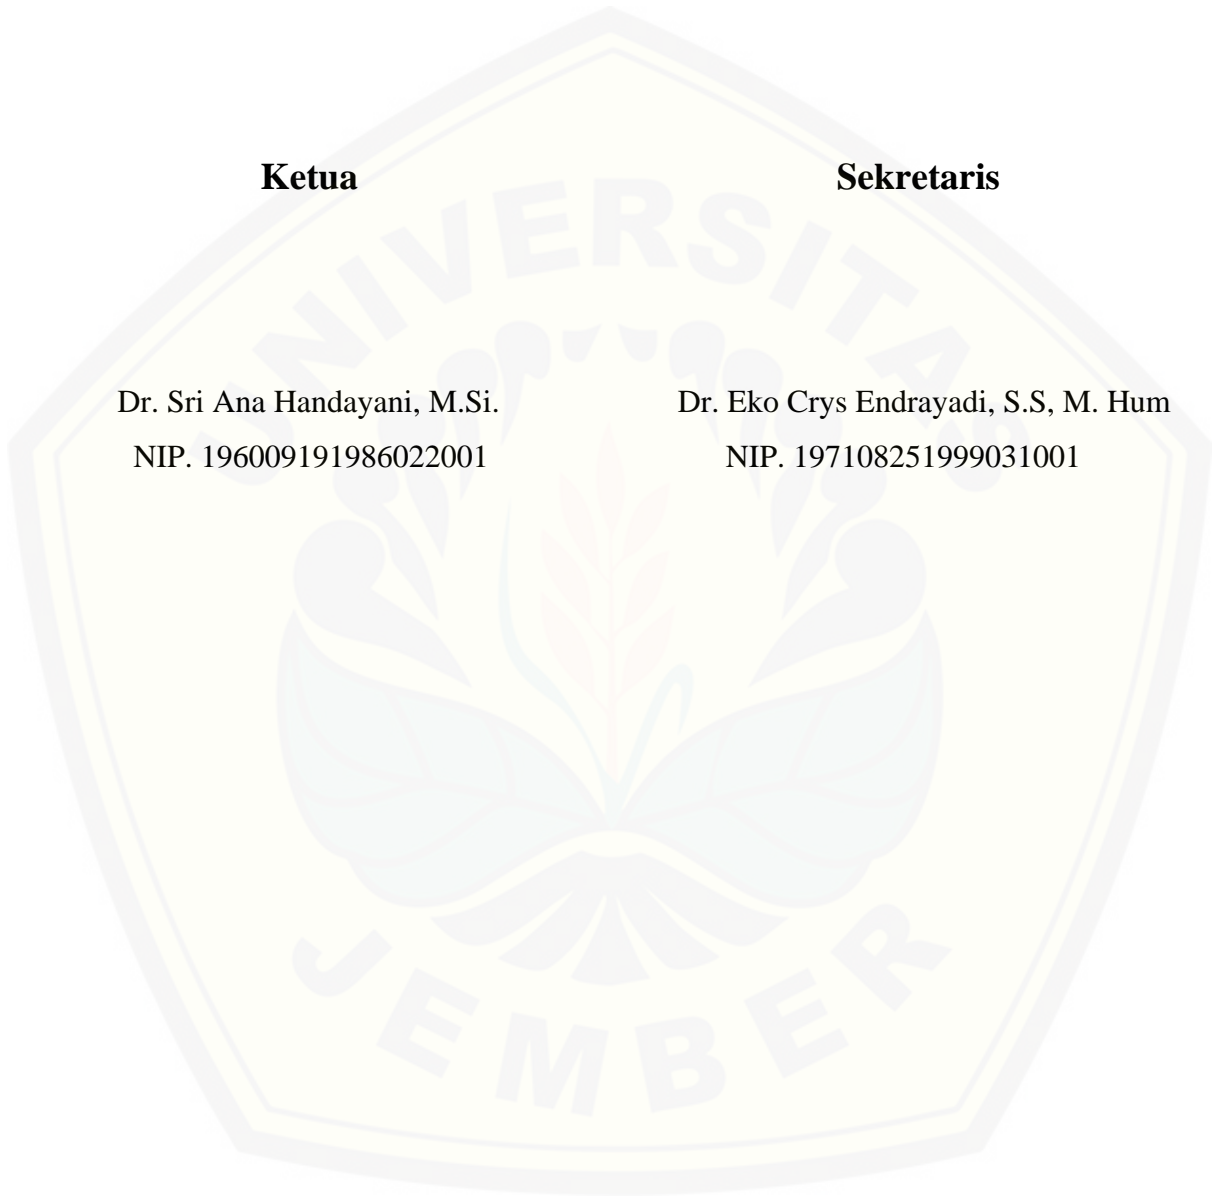 Ketua
Sekretaris
Dr. Sri Ana Handayani, M.Si.
Dr. Eko Crys Endrayadi, S.S, M. Hum
NIP. 196009191986022001
NIP. 197108251999031001
UNIVERSITAS
JEMBER